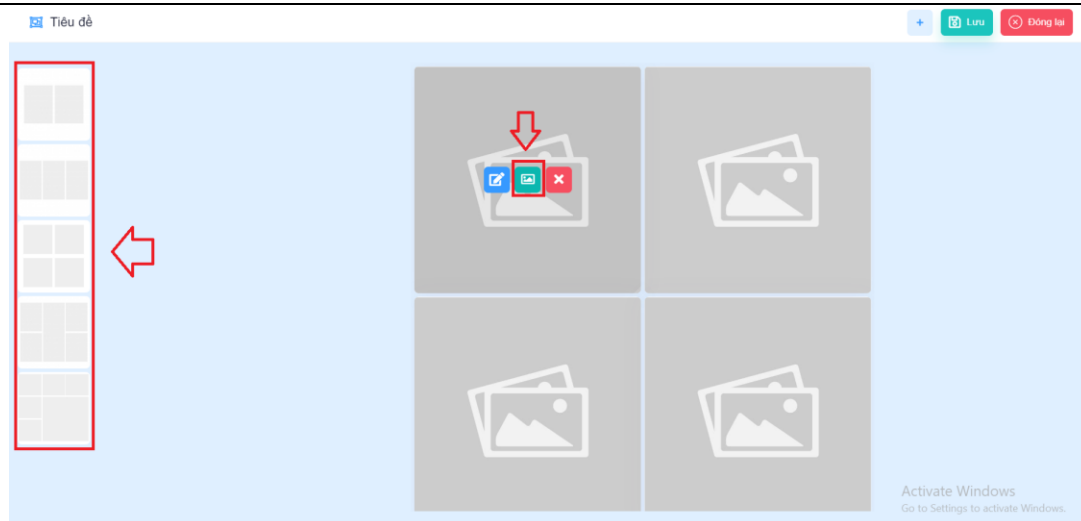 Tiêu đề
+ Lưu Đóng lại
Activate Windows
Go to Settings to activate Windows.